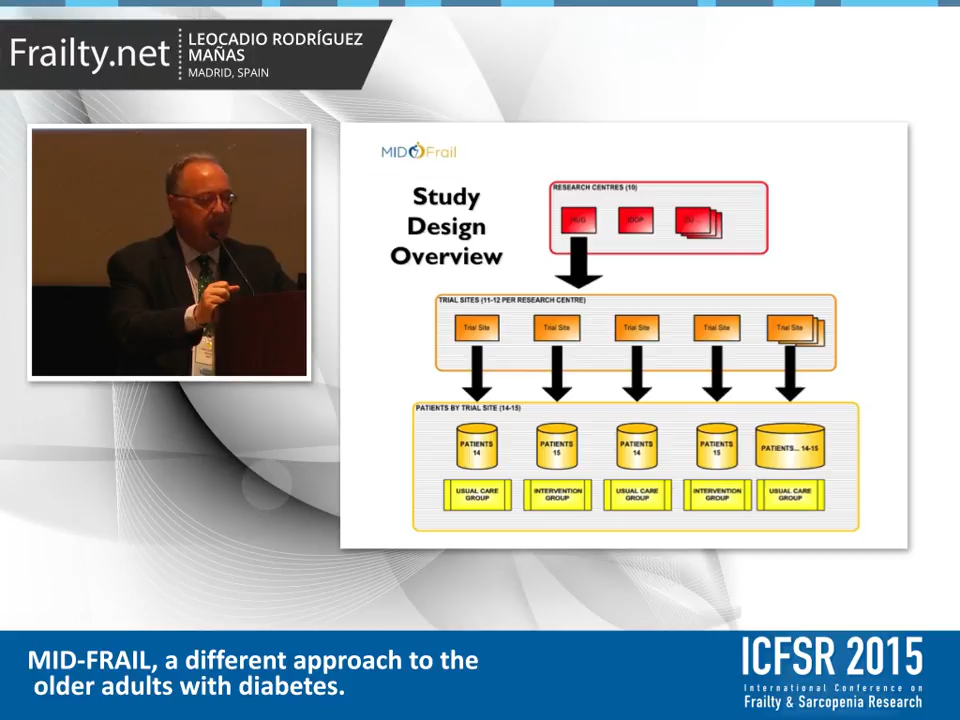 Frailty.net
LEOCADIO RODRÍGUEZ
MAÑAS
MADRID, SPAIN
MID Frail
Study
Design
Overview
RESEARCH CENTRES (10)
TRIAL SITES (11-12 PER RESEARCH CENTRE)
Trial Site
Trial Site
Trial Site
Trial Site
Trial Site
PATIENTS BY TRIAL SITE (14-15)
PATIENTS
14
PATIENTS
15
PATIENTS
14
PATIENTS
15
PATIENTS... 14-15
USUAL CARE
GROUP
INTERVENTION
GROUP
USUAL CARE
GROUP
INTERVENTION
GROUP
USUAL CARE
GROUP
MID-FRAIL, a different approach to the
older adults with diabetes.
ICFSR 2015
International Conference on
Frailty & Sarcopenia Research